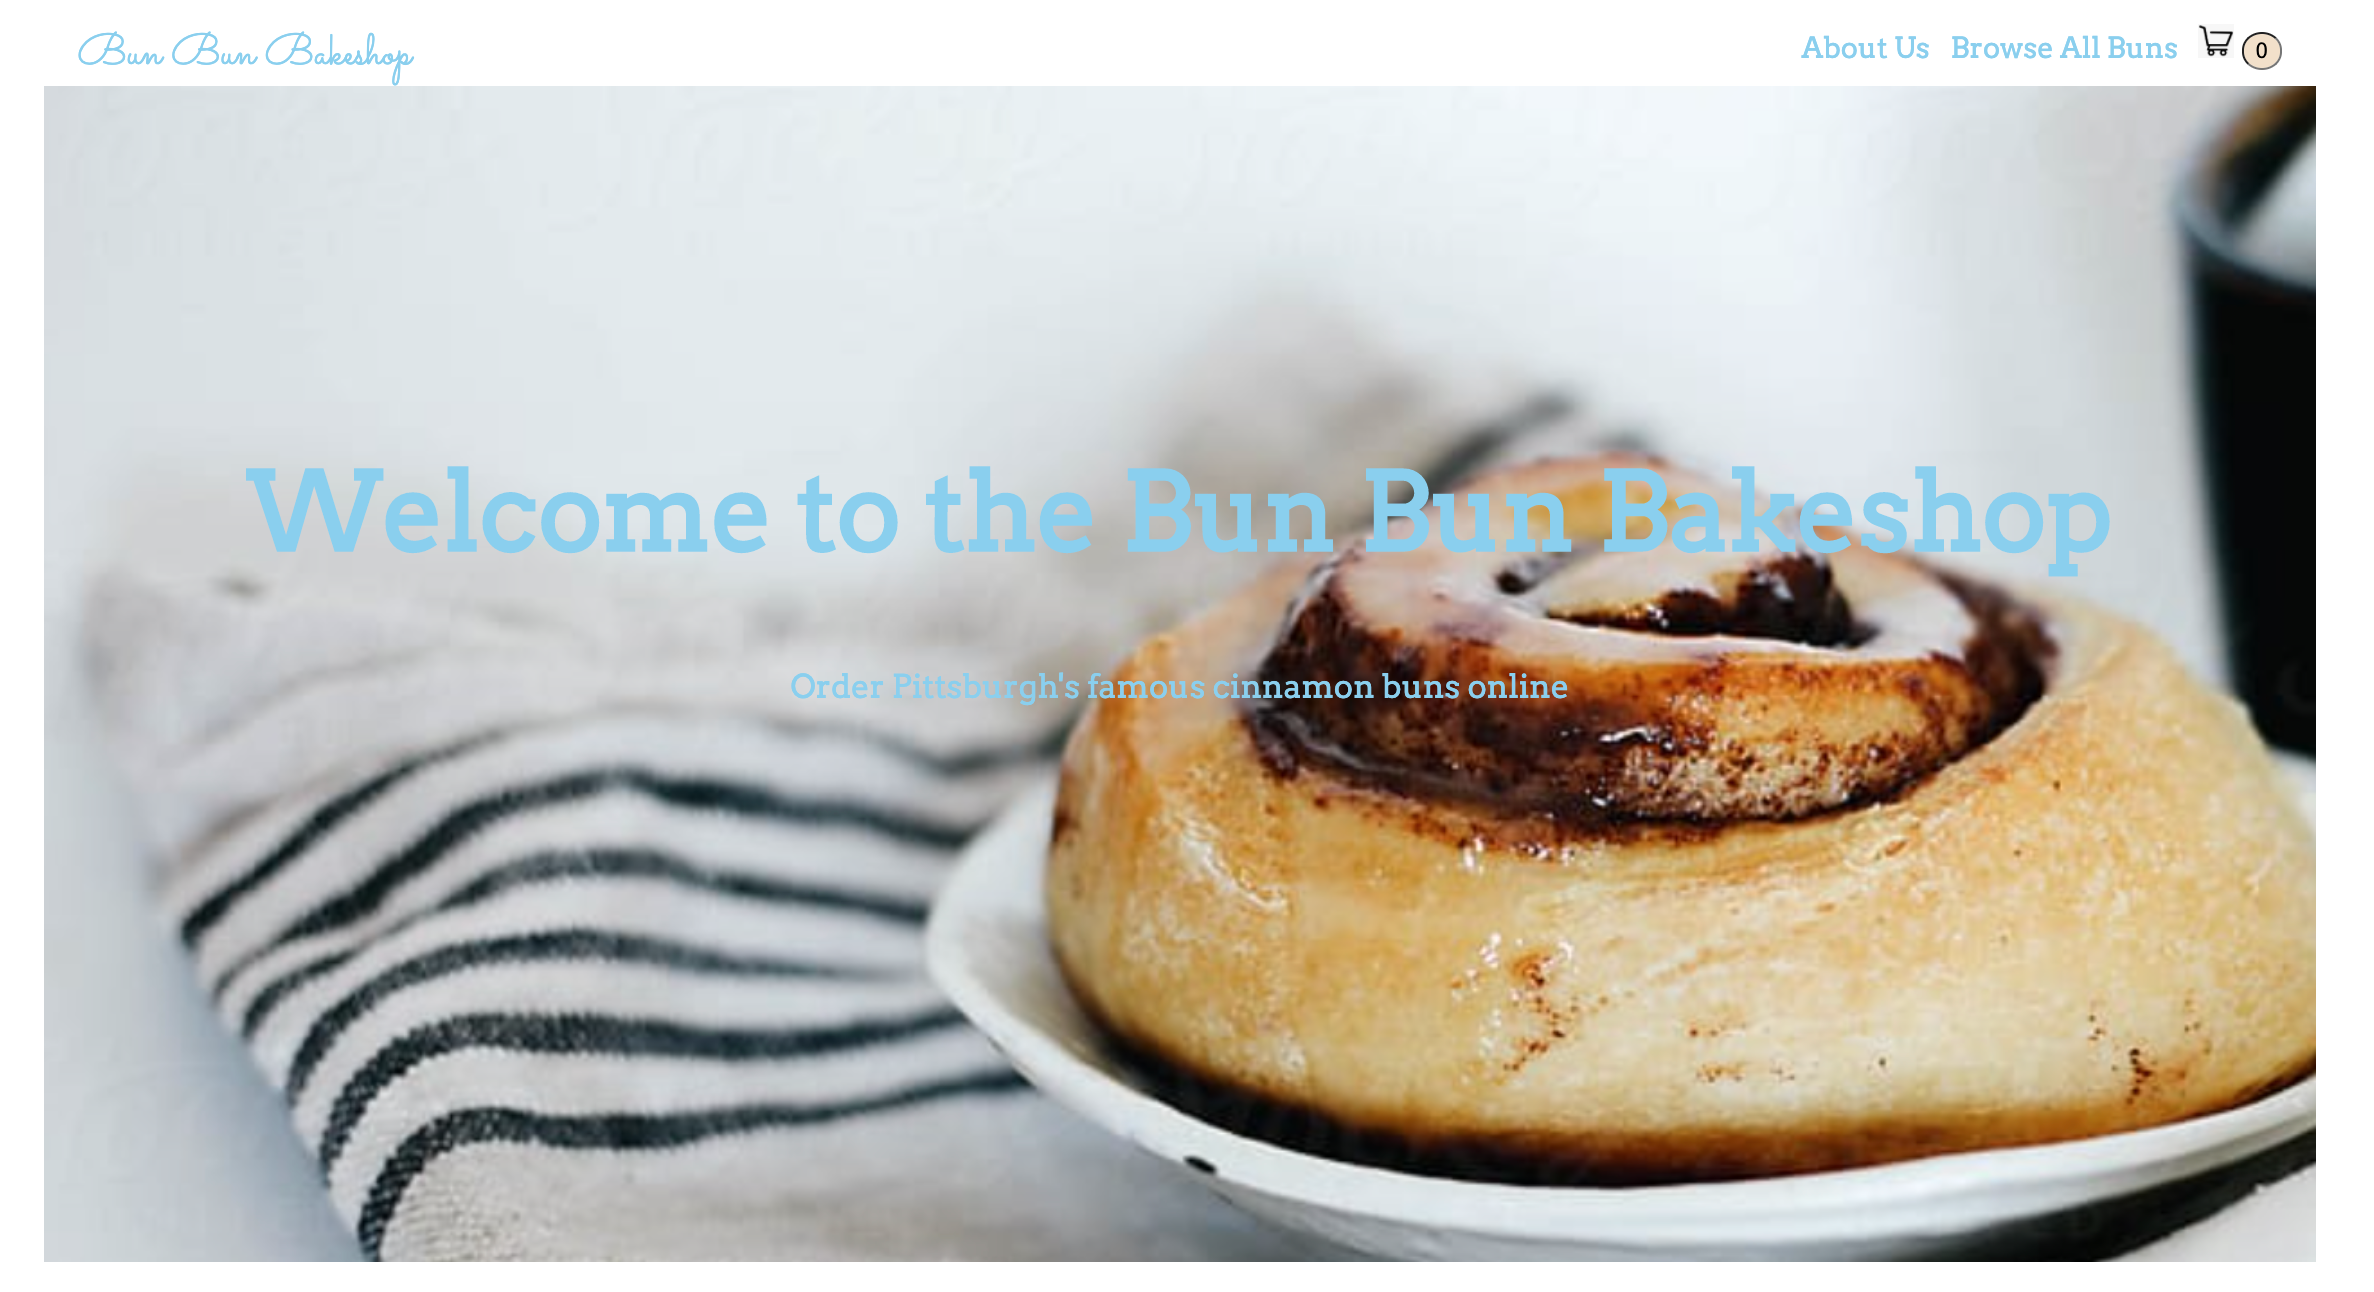 Bun Bun Bakeshop
About Us Browse All Buns 0
Welcome to the Bun Bun Bakeshop
Order Pittsburgh's famous cinnamon buns online